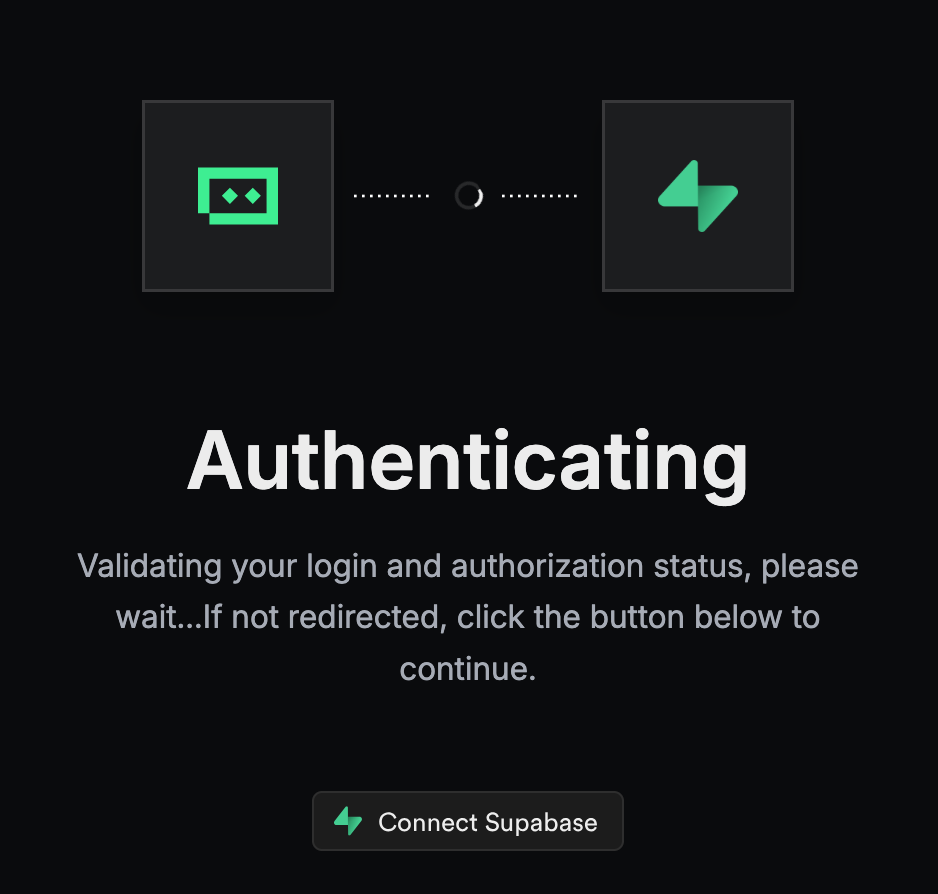 Authenticating
Validating your login and authorization status, please
wait...If not redirected, click the button below to
continue.
Connect Supabase